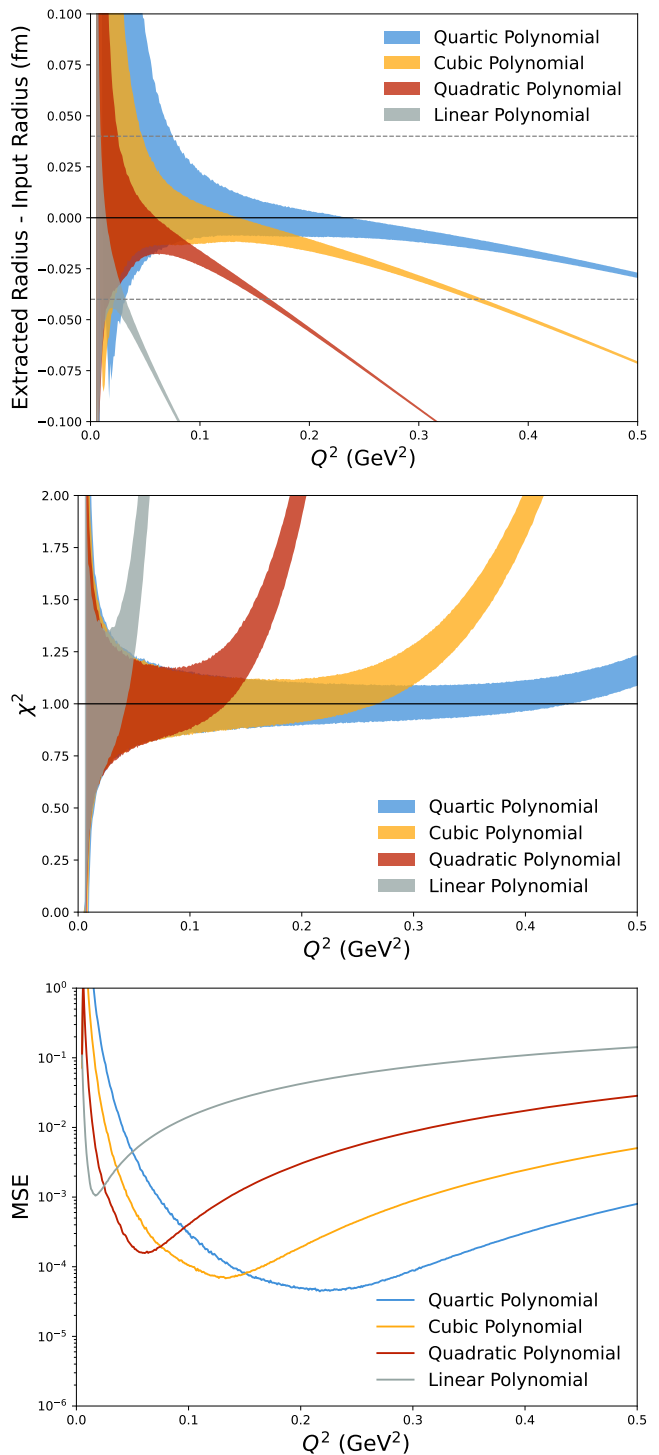 Extracted Radius - Input Radius (fm)
0.100
0.075
0.050
0.025
0.000
−0.025
−0.050
−0.075
−0.100
Quartic Polynomial
Cubic Polynomial
Quadratic Polynomial
Linear Polynomial
0.0 0.1 0.2 0.3 0.4 0.5
Q² (GeV²)
χ²
2.00
1.75
1.50
1.25
1.00
0.75
0.50
0.25
0.00
Quartic Polynomial
Cubic Polynomial
Quadratic Polynomial
Linear Polynomial
0.0 0.1 0.2 0.3 0.4 0.5
Q² (GeV²)
MSE
10⁰
10⁻¹
10⁻²
10⁻³
10⁻⁴
10⁻⁵
10⁻⁶
Quartic Polynomial
Cubic Polynomial
Quadratic Polynomial
Linear Polynomial
0.0 0.1 0.2 0.3 0.4 0.5
Q² (GeV²)